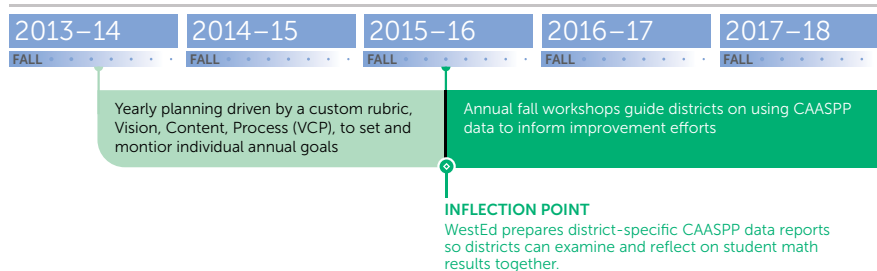 2013–14 2014–15 2015–16 2016–17 2017–18
FALL FALL FALL FALL FALL
Yearly planning driven by a custom rubric,
Vision, Content, Process (VCP), to set and
montior individual annual goals
Annual fall workshops guide districts on using CAASPP
data to inform improvement efforts
INFLECTION POINT
WestEd prepares district-specific CAASPP data reports
so districts can examine and reflect on student math
results together.